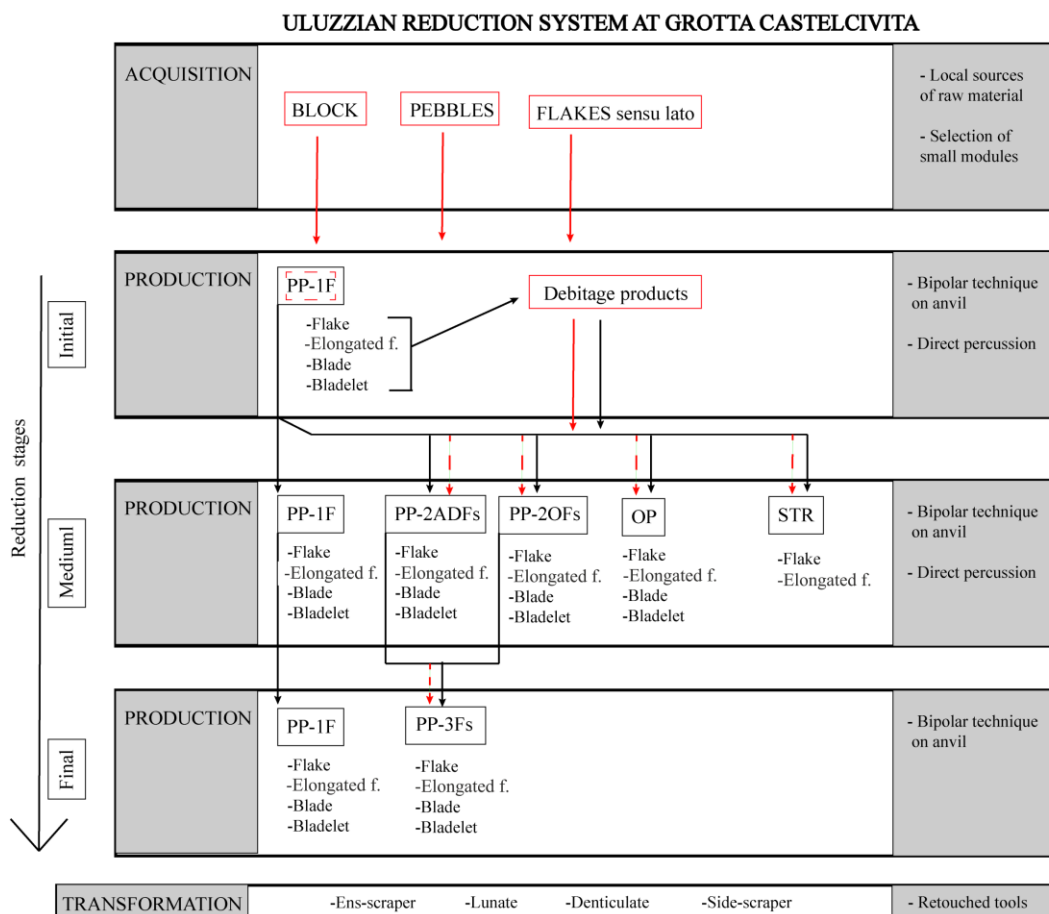 ULUZZIAN REDUCTION SYSTEM AT GROTTA CASTELCIVITA
ACQUISITION
BLOCK
PEBBLES
FLAKES sensu lato
- Local sources
of raw material
- Selection of
small modules
Reduction stages
Initial
PRODUCTION
PP-1F
-Flake
-Elongated f.
-Blade
-Bladelet
Debitage products
- Bipolar technique
on anvil
- Direct percussion
Mediuml
PRODUCTION
PP-1F
-Flake
-Elongated f.
-Blade
-Bladelet
PP-2ADFs
-Flake
-Elongated f.
-Blade
-Bladelet
PP-2OFs
-Flake
-Elongated f.
-Blade
-Bladelet
OP
-Flake
-Elongated f.
-Blade
-Bladelet
STR
-Flake
-Elongated f.
- Bipolar technique
on anvil
- Direct percussion
Final
PRODUCTION
PP-1F
-Flake
-Elongated f.
-Blade
-Bladelet
PP-3Fs
-Flake
-Elongated f.
-Blade
-Bladelet
- Bipolar technique
on anvil
TRANSFORMATION
-Ens-scraper
-Lunate
-Denticulate
-Side-scraper
- Retouched tools